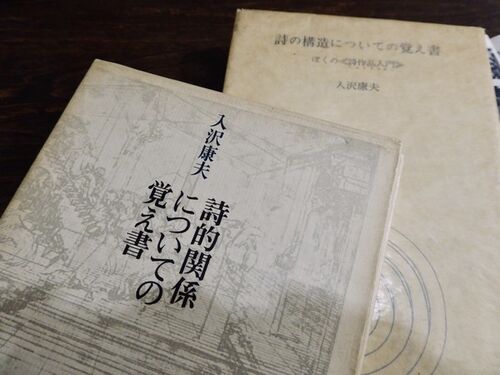 詩の構造についての覚え書
ぼくの《詩作品入門》
入沢康夫
入沢康夫
詩的関係
についての
覚え書